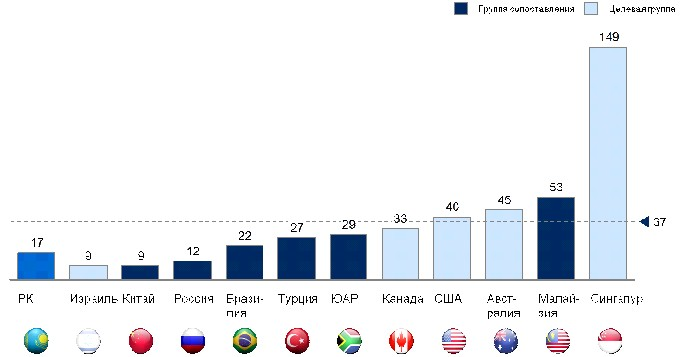 Группа сопоставления
Целевая группе
149
53
45
40
37
33
29
27
22
17
12
9
9
РК
Израиль
Китай
Россия
Брази-
лия
Турция
ЮАР
Канада
США
Авст-
ралия
Малай-
зия
Сингапур